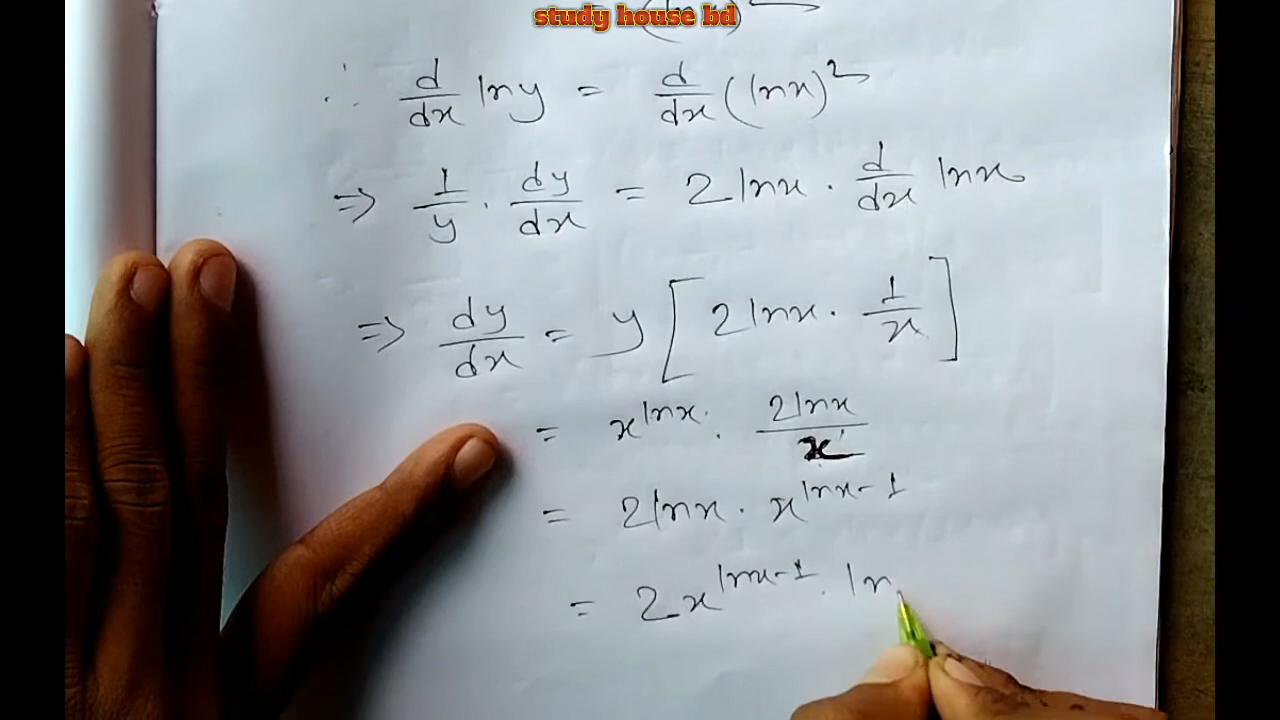 study house bd
∴ d/dx lny = d/dx (lnx)²
⇒ 1/y · dy/dx = 2lnx · d/dx lnx
⇒ dy/dx = y [2lnx · 1/x]
= x^lnx · 2lnx/x
= 2lnx · x^lnx-1
= 2x^lnx-1 · ln